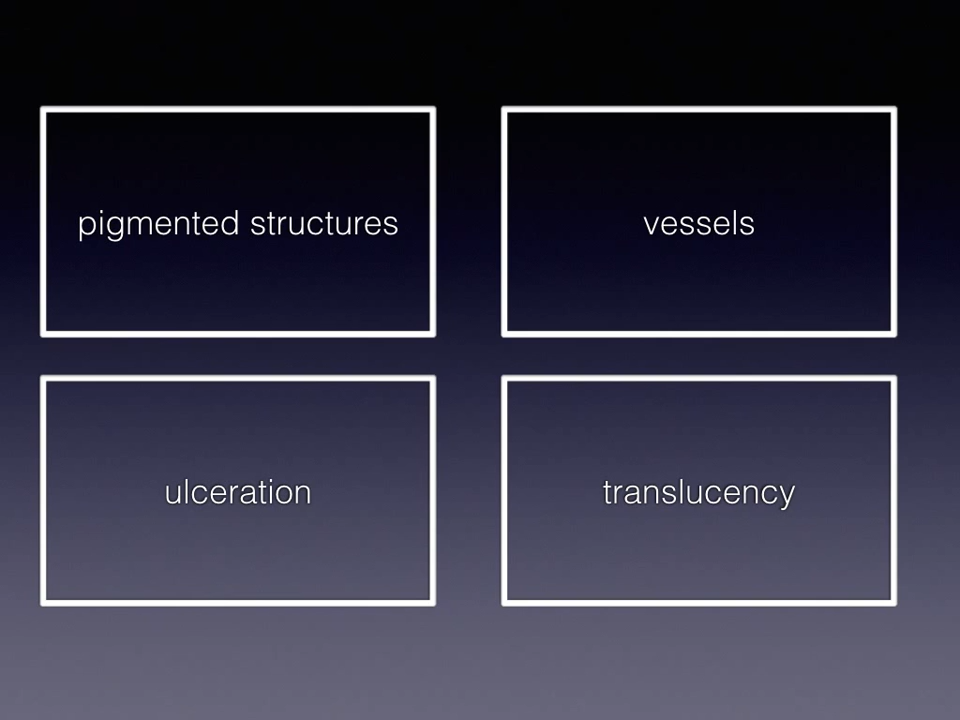 pigmented structures
vessels
ulceration
translucency